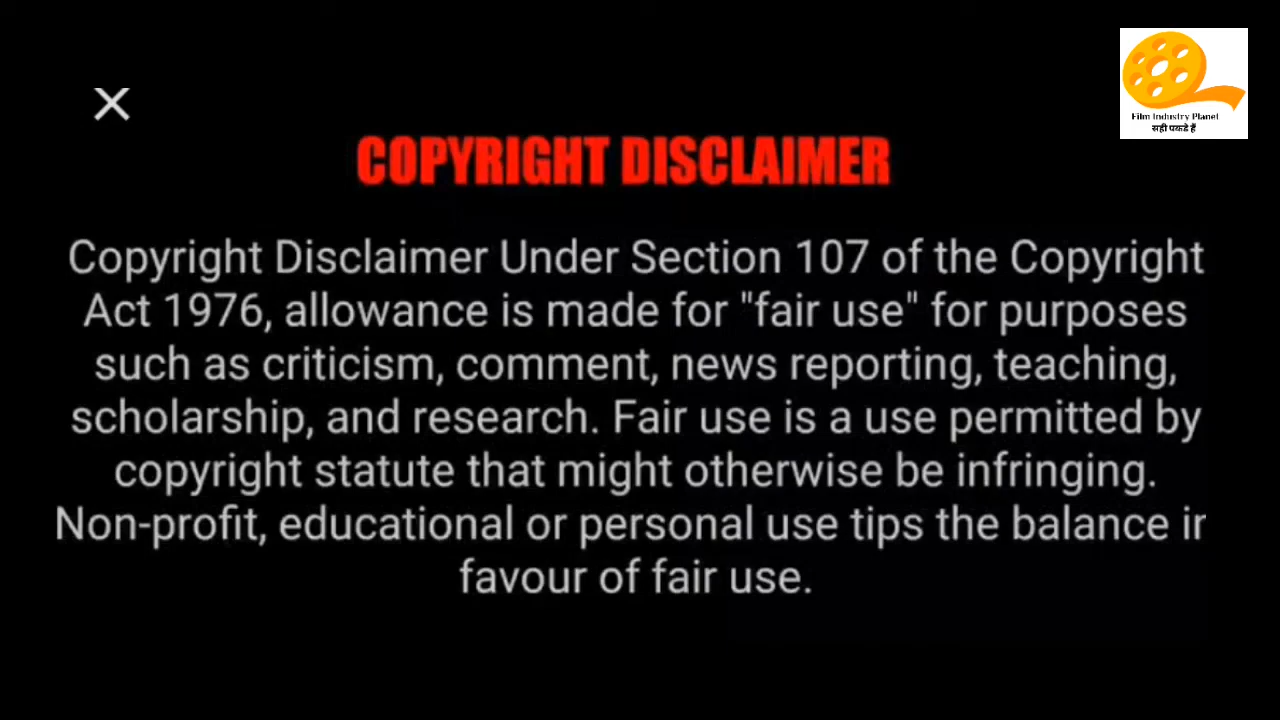 Film Industry Planet
सही पकडे हैं
COPYRIGHT DISCLAIMER
Copyright Disclaimer Under Section 107 of the Copyright
Act 1976, allowance is made for "fair use" for purposes
such as criticism, comment, news reporting, teaching,
scholarship, and research. Fair use is a use permitted by
copyright statute that might otherwise be infringing.
Non-profit, educational or personal use tips the balance ir
favour of fair use.